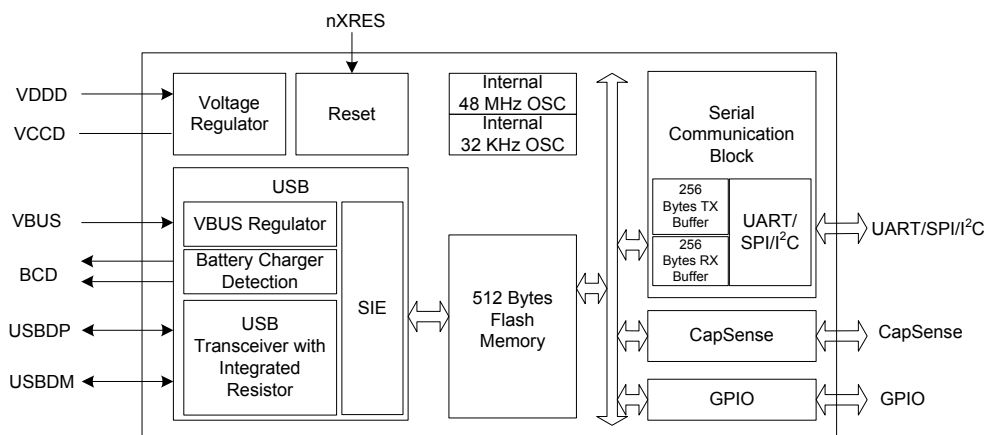 nXRES
VDDD
VCCD
Voltage
Regulator
Reset
Internal
48 MHz OSC
Internal
32 KHz OSC
Serial
Communication
Block
256
Bytes TX
Buffer
256
Bytes RX
Buffer
UART/
SPI/I²C
UART/SPI/I²C
USB
VBUS
VBUS Regulator
BCD
Battery Charger
Detection
USBDP
USBDM
USB
Transceiver with
Integrated
Resistor
SIE
512 Bytes
Flash
Memory
CapSense
CapSense
GPIO
GPIO